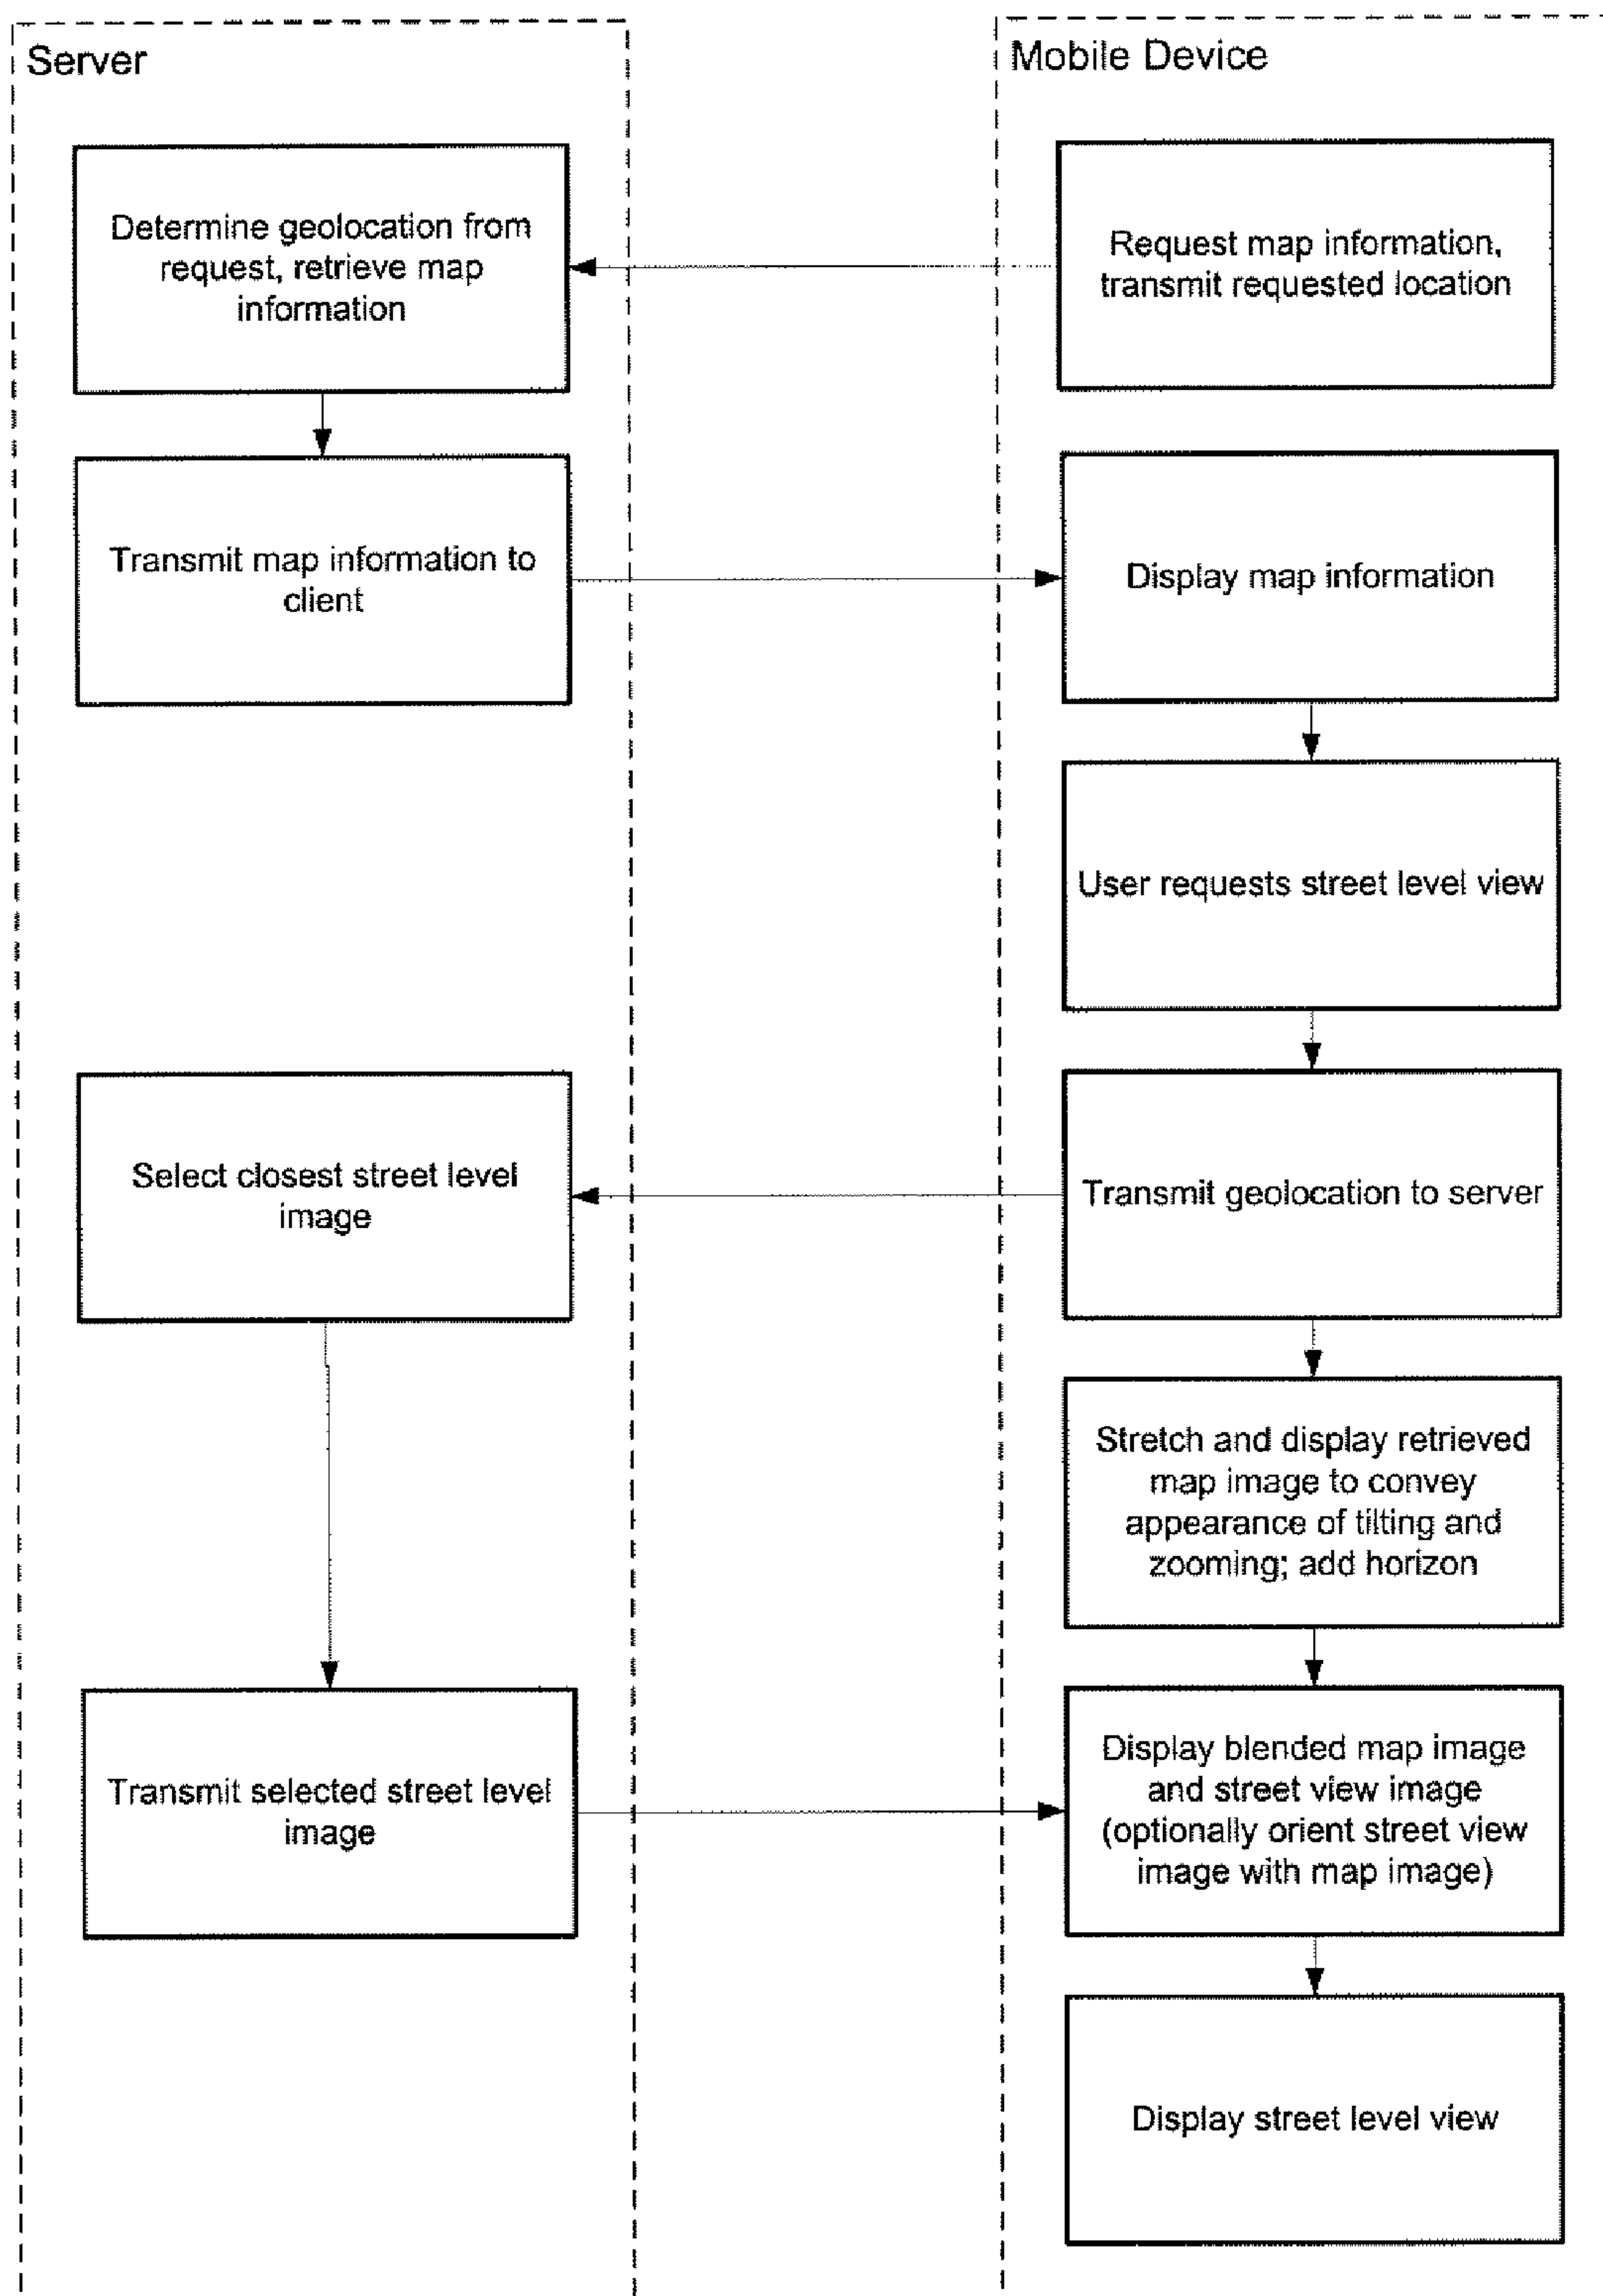 Server
Determine geolocation from
request, retrieve map
information
Transmit map information to
client
Select closest street level
image
Transmit selected street level
image
Mobile Device
Request map information,
transmit requested location
Display map information
User requests street level view
Transmit geolocation to server
Stretch and display retrieved
map image to convey
appearance of tilting and
zooming; add horizon
Display blended map image
and street view image
(optionally orient street view
image with map image)
Display street level view